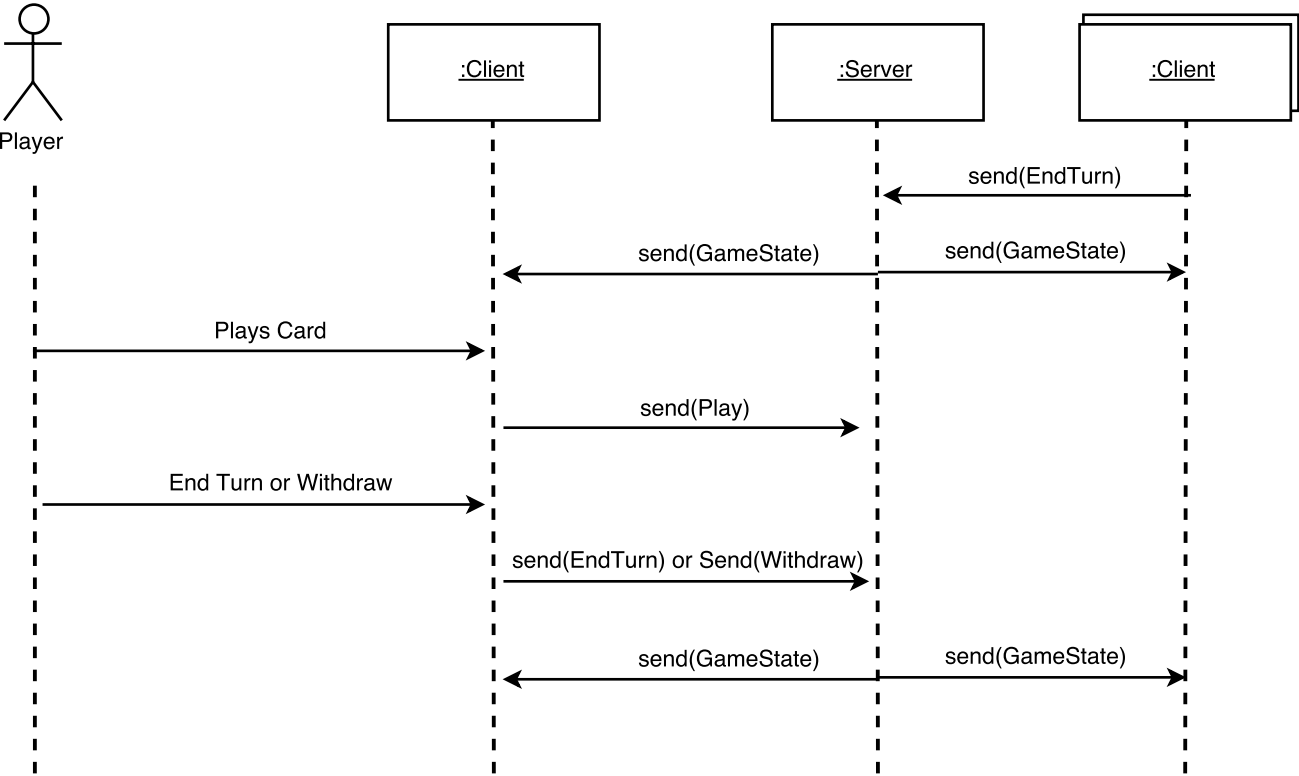 :Client
:Server
:Client
Player
send(EndTurn)
send(GameState)
send(GameState)
Plays Card
send(Play)
End Turn or Withdraw
send(EndTurn) or Send(Withdraw)
send(GameState)
send(GameState)